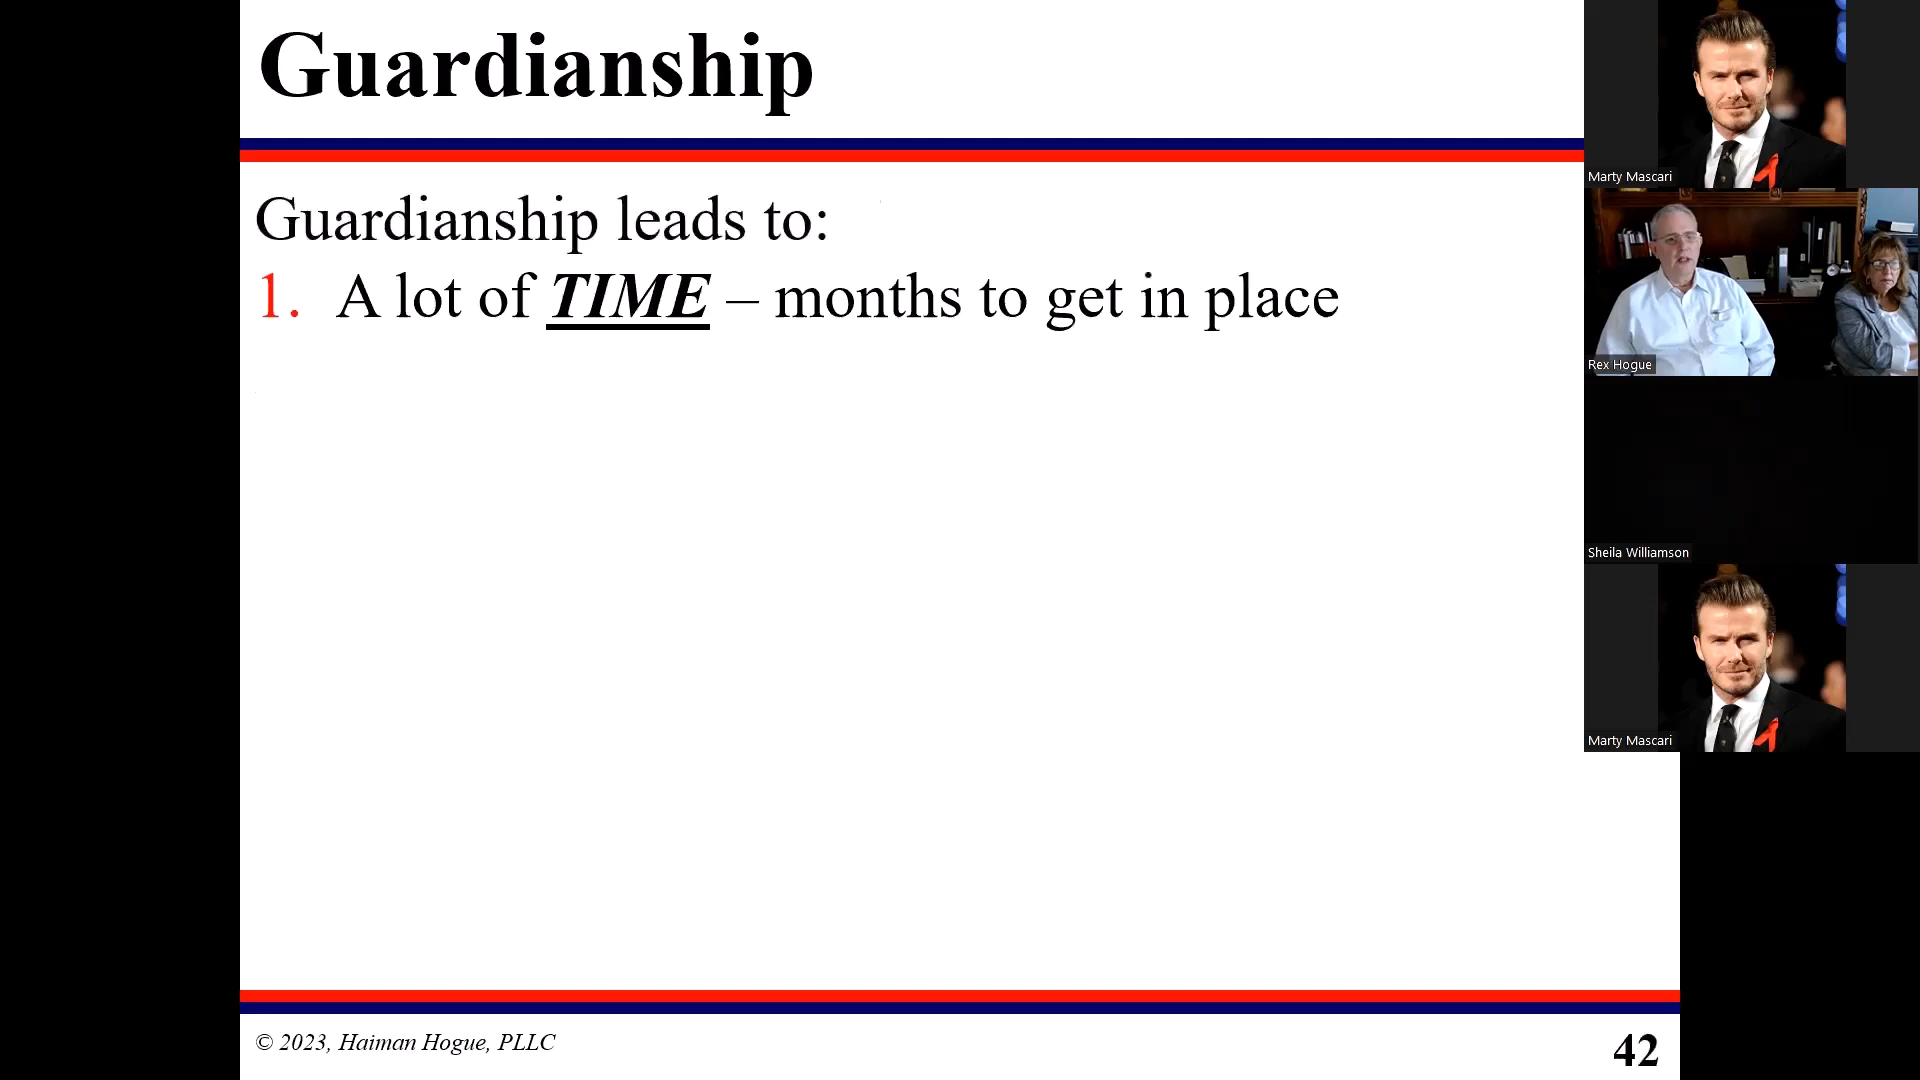 Guardianship
Guardianship leads to:
1. A lot of TIME – months to get in place
© 2023, Haiman Hogue, PLLC
42
Marty Mascari
Rex Hogue
Sheila Williamson
Marty Mascari